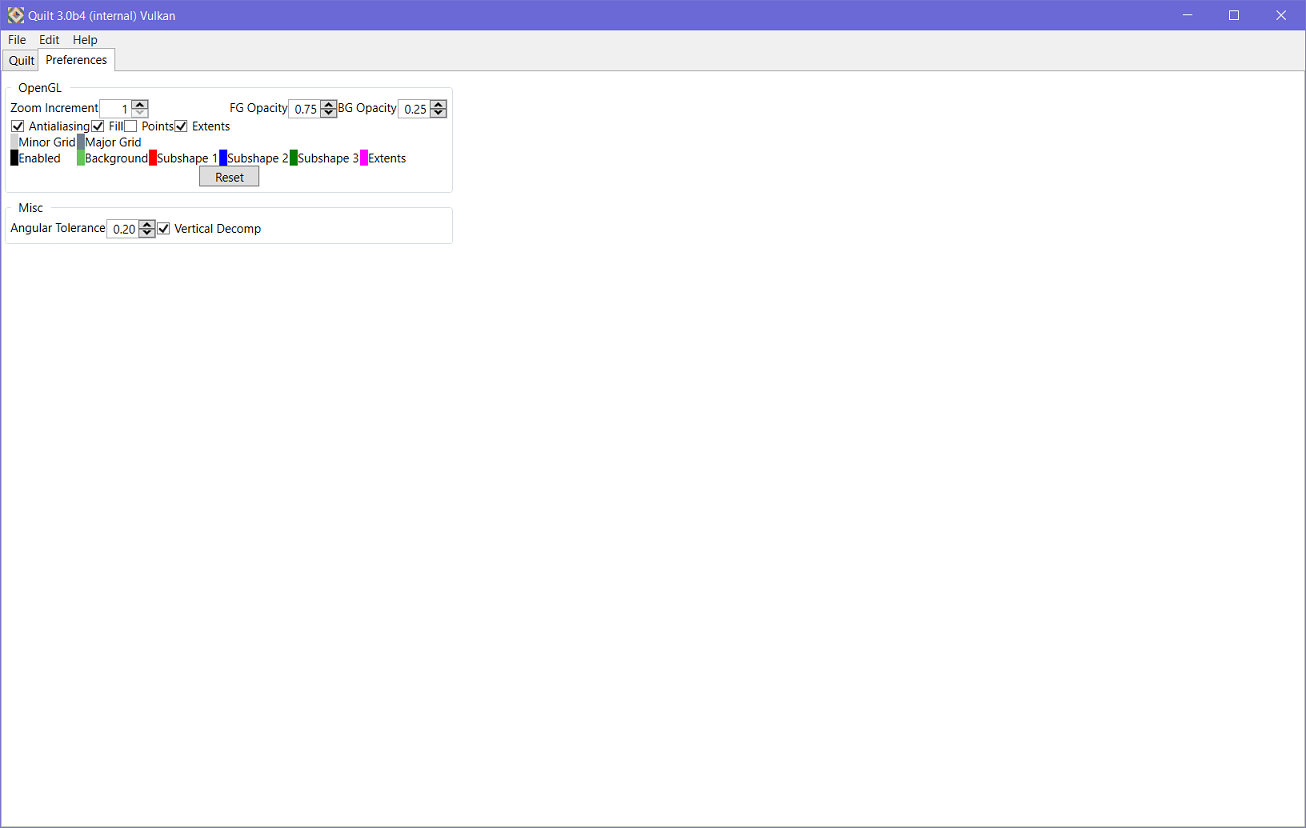 Quilt 3.0b4 (internal) Vulkan
File Edit Help
Quilt Preferences
OpenGL
Zoom Increment 1 FG Opacity 0.75 BG Opacity 0.25
Antialiasing Fill Points Extents
Minor Grid Major Grid
Enabled Background Subshape 1 Subshape 2 Subshape 3 Extents
Reset
Misc
Angular Tolerance 0.20 Vertical Decomp